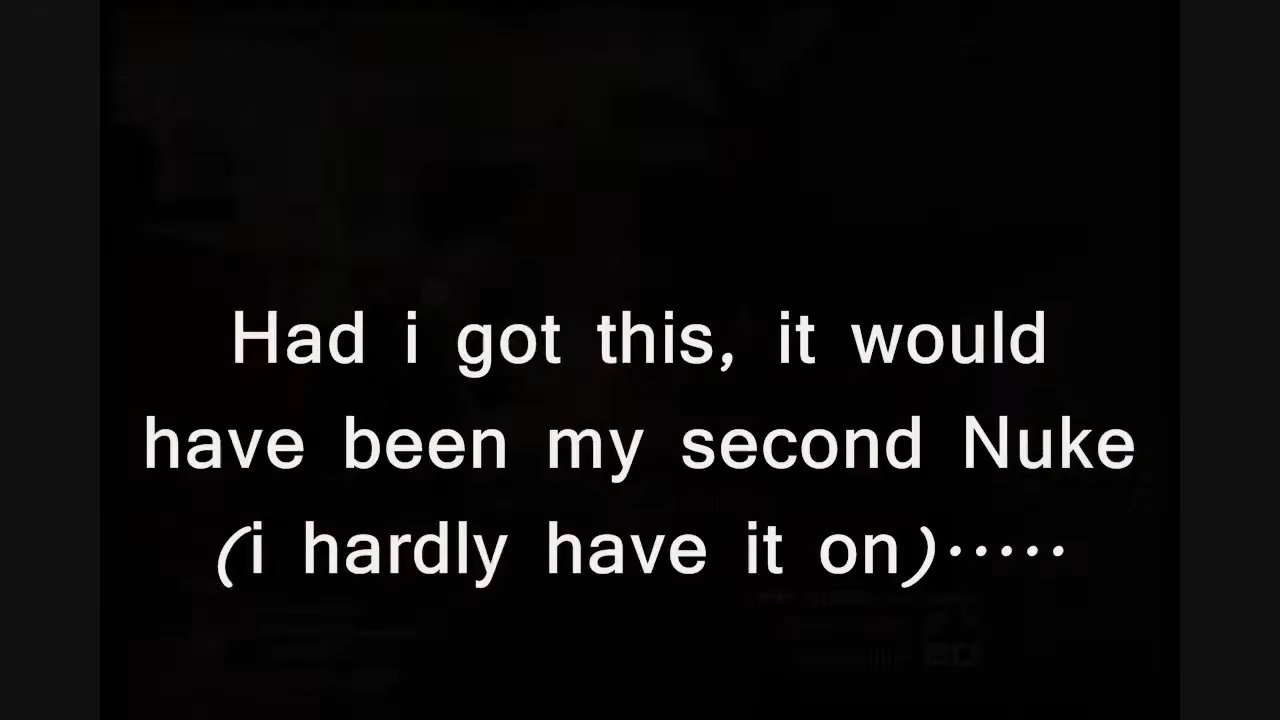 Had i got this, it would
have been my second Nuke
(i hardly have it on)·····